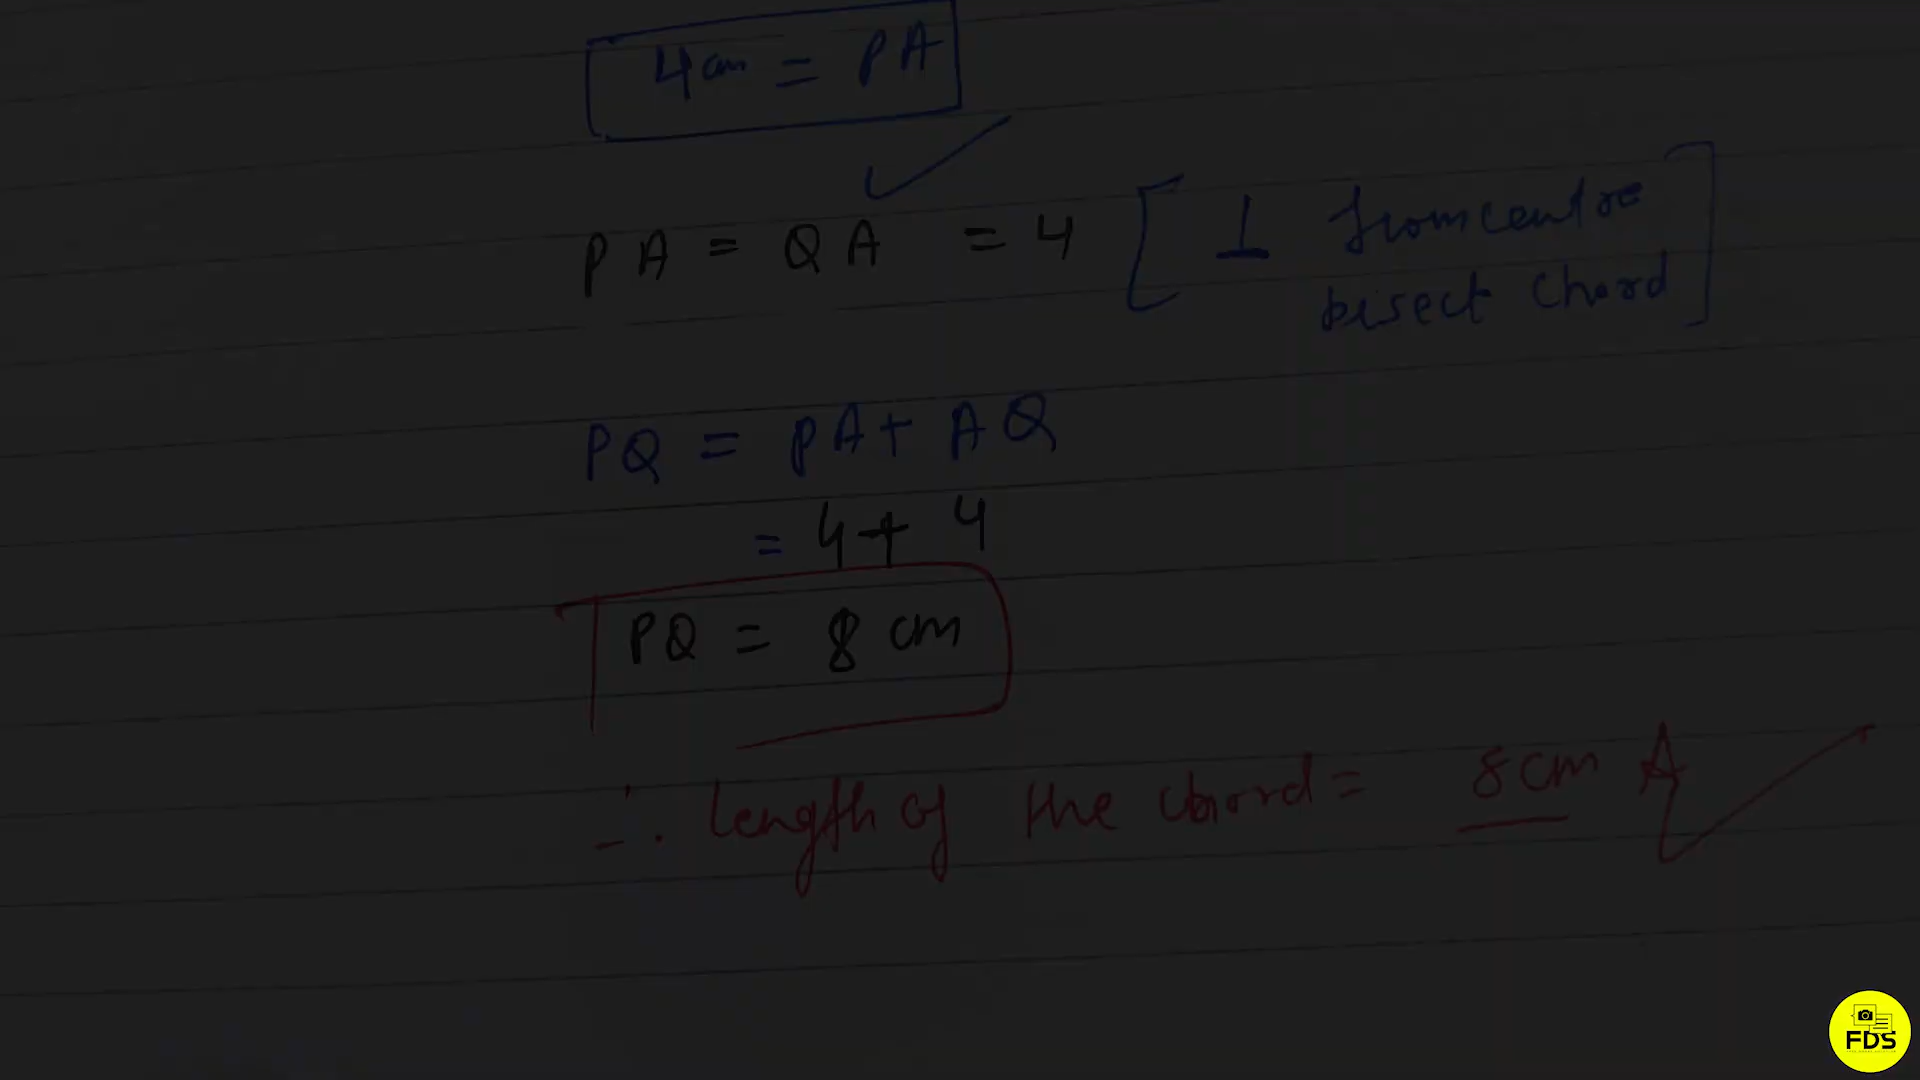 4cm = PA
PA = QA = 4 [⊥ from centre
bisect chord]
PQ = PA + AQ
= 4 + 4
PQ = 8 cm
∴ length of the chord = 8 cm A
FDS